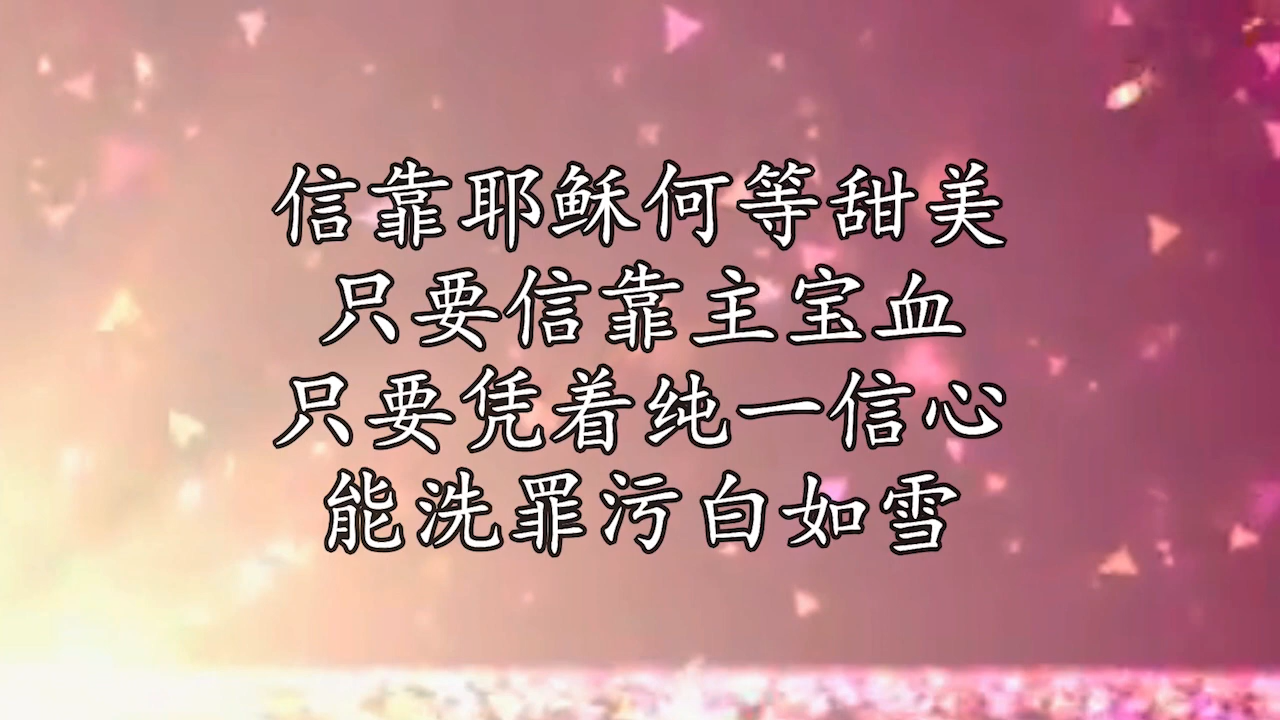 信靠耶稣何等甜美
只要信靠主宝血
只要凭着纯一信心
能洗罪污白如雪